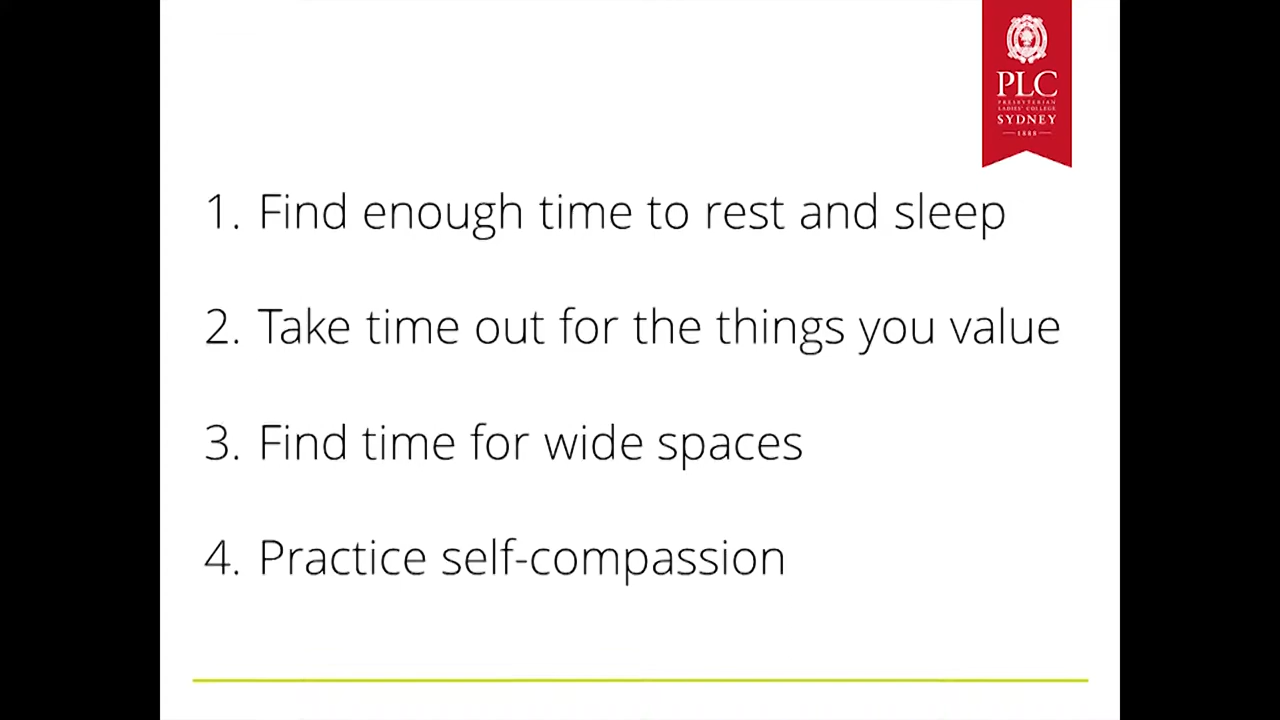 PLC
PRESBYTERIAN
LADIES' COLLEGE
SYDNEY
1888
1. Find enough time to rest and sleep
2. Take time out for the things you value
3. Find time for wide spaces
4. Practice self-compassion